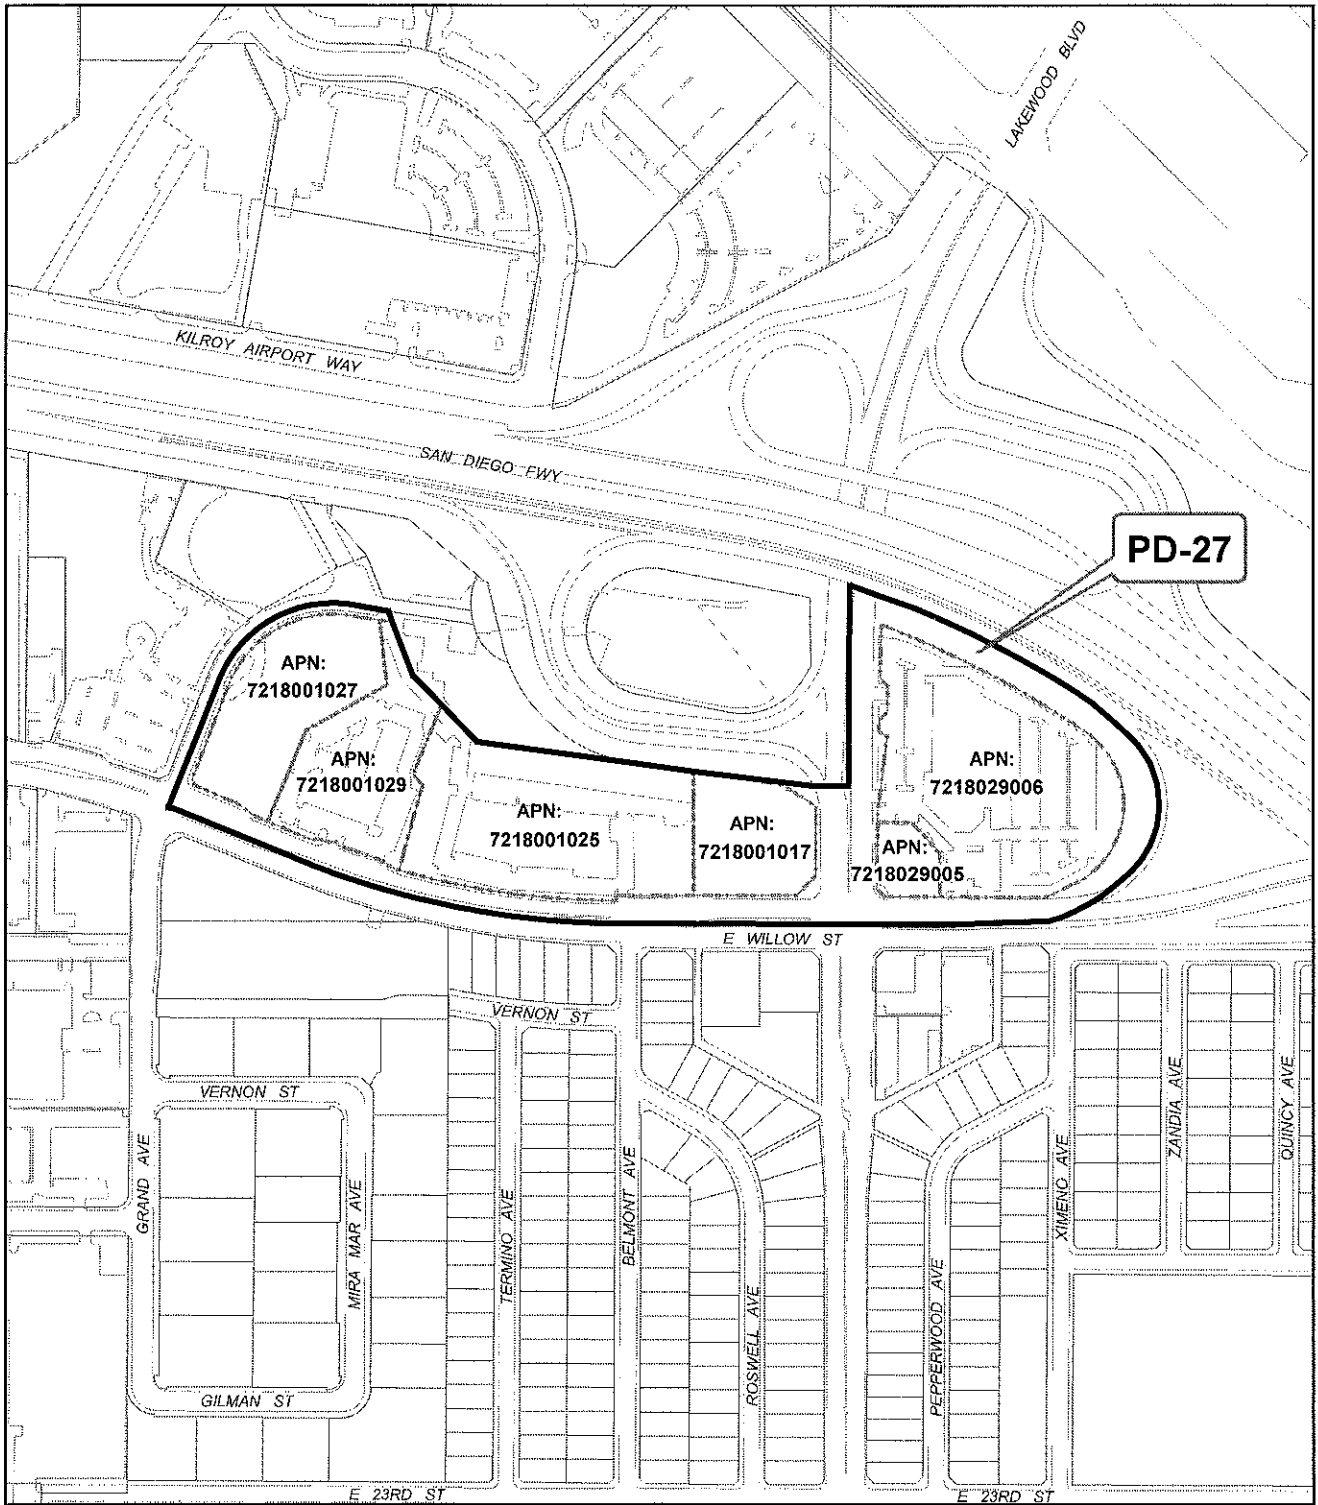 LAKEWOOD BLVD
KILROY AIRPORT WAY
SAN DIEGO FWY
PD-27
APN:
7218001027
APN:
7218001029
APN:
7218001025
APN:
7218001017
APN:
7218029006
APN:
7218029005
E WILLOW ST
VERNON ST
VERNON ST
GRAND AVE
MIRA MAR AVE
TERMINO AVE
BELMONT AVE
ROSWELL AVE
PEPPERWOOD AVE
XIMENO AVE
ZANDIA AVE
QUINCY AVE
GILMAN ST
E 23RD ST
E 23RD ST